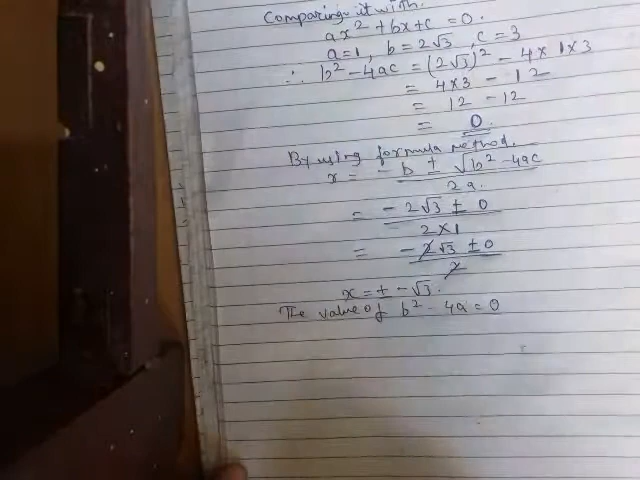 Comparing it with.
ax² + bx + c = 0.
a=1, b = 2√3, c = 3
∴ b² - 4ac = (2√3)² - 4 × 1 × 3
= 4×3 - 12
= 12 - 12
= 0.
By using formula method.
x = - b ± √b² - 4ac
2a.
= - 2√3 ± 0
2×1
= - 2√3 ± 0
2
x = ± - √3.
The value of b² - 4a = 0